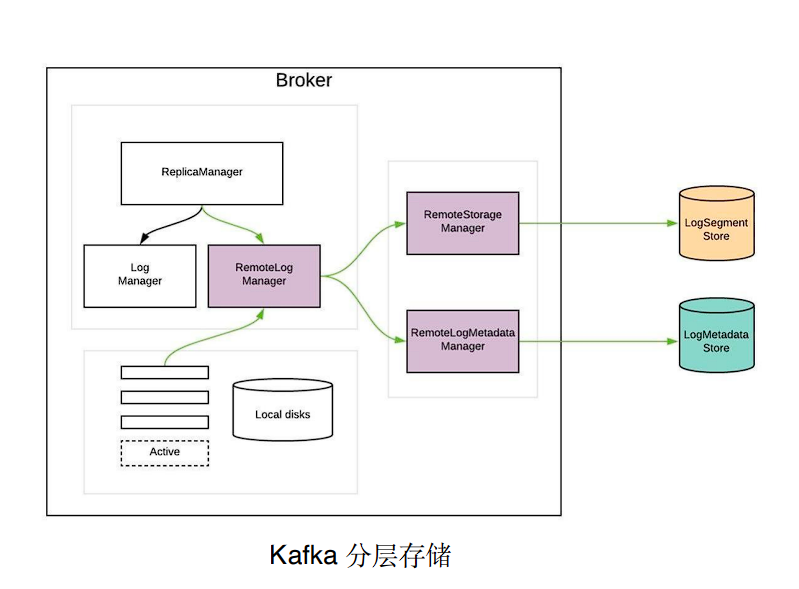 Broker
ReplicaManager
Log
Manager
RemoteLog
Manager
RemoteStorage
Manager
RemoteLogMetadata
Manager
LogSegment
Store
LogMetadata
Store
Local disks
Active
Kafka 分层存储